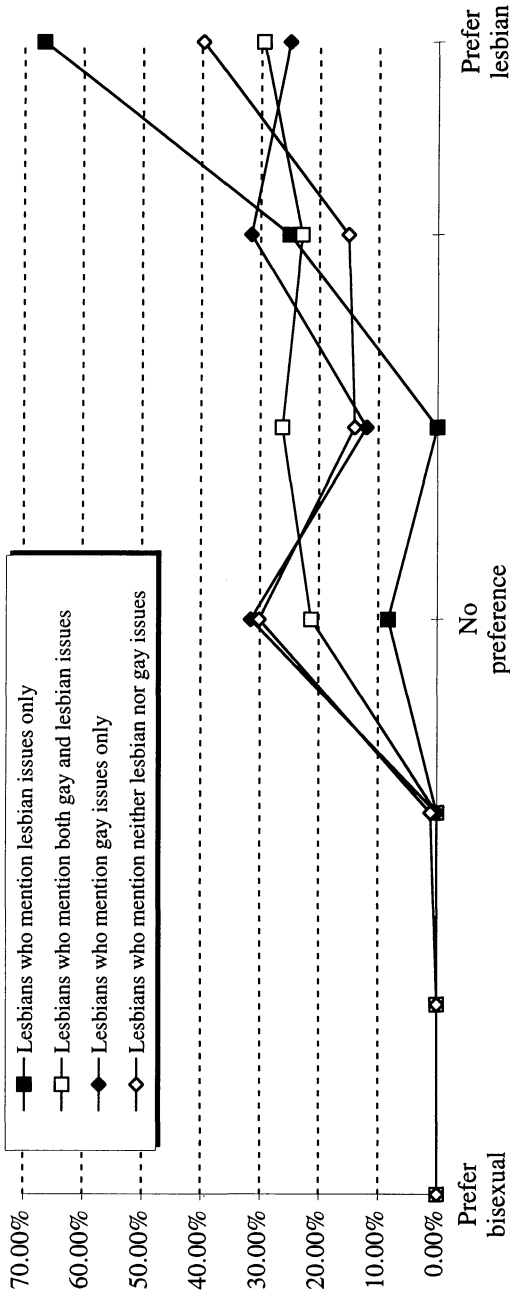 Lesbians who mention lesbian issues only
Lesbians who mention both gay and lesbian issues
Lesbians who mention gay issues only
Lesbians who mention neither lesbian nor gay issues
70.00%
60.00%
50.00%
40.00%
30.00%
20.00%
10.00%
0.00%
Prefer
bisexual
No
preference
Prefer
lesbian